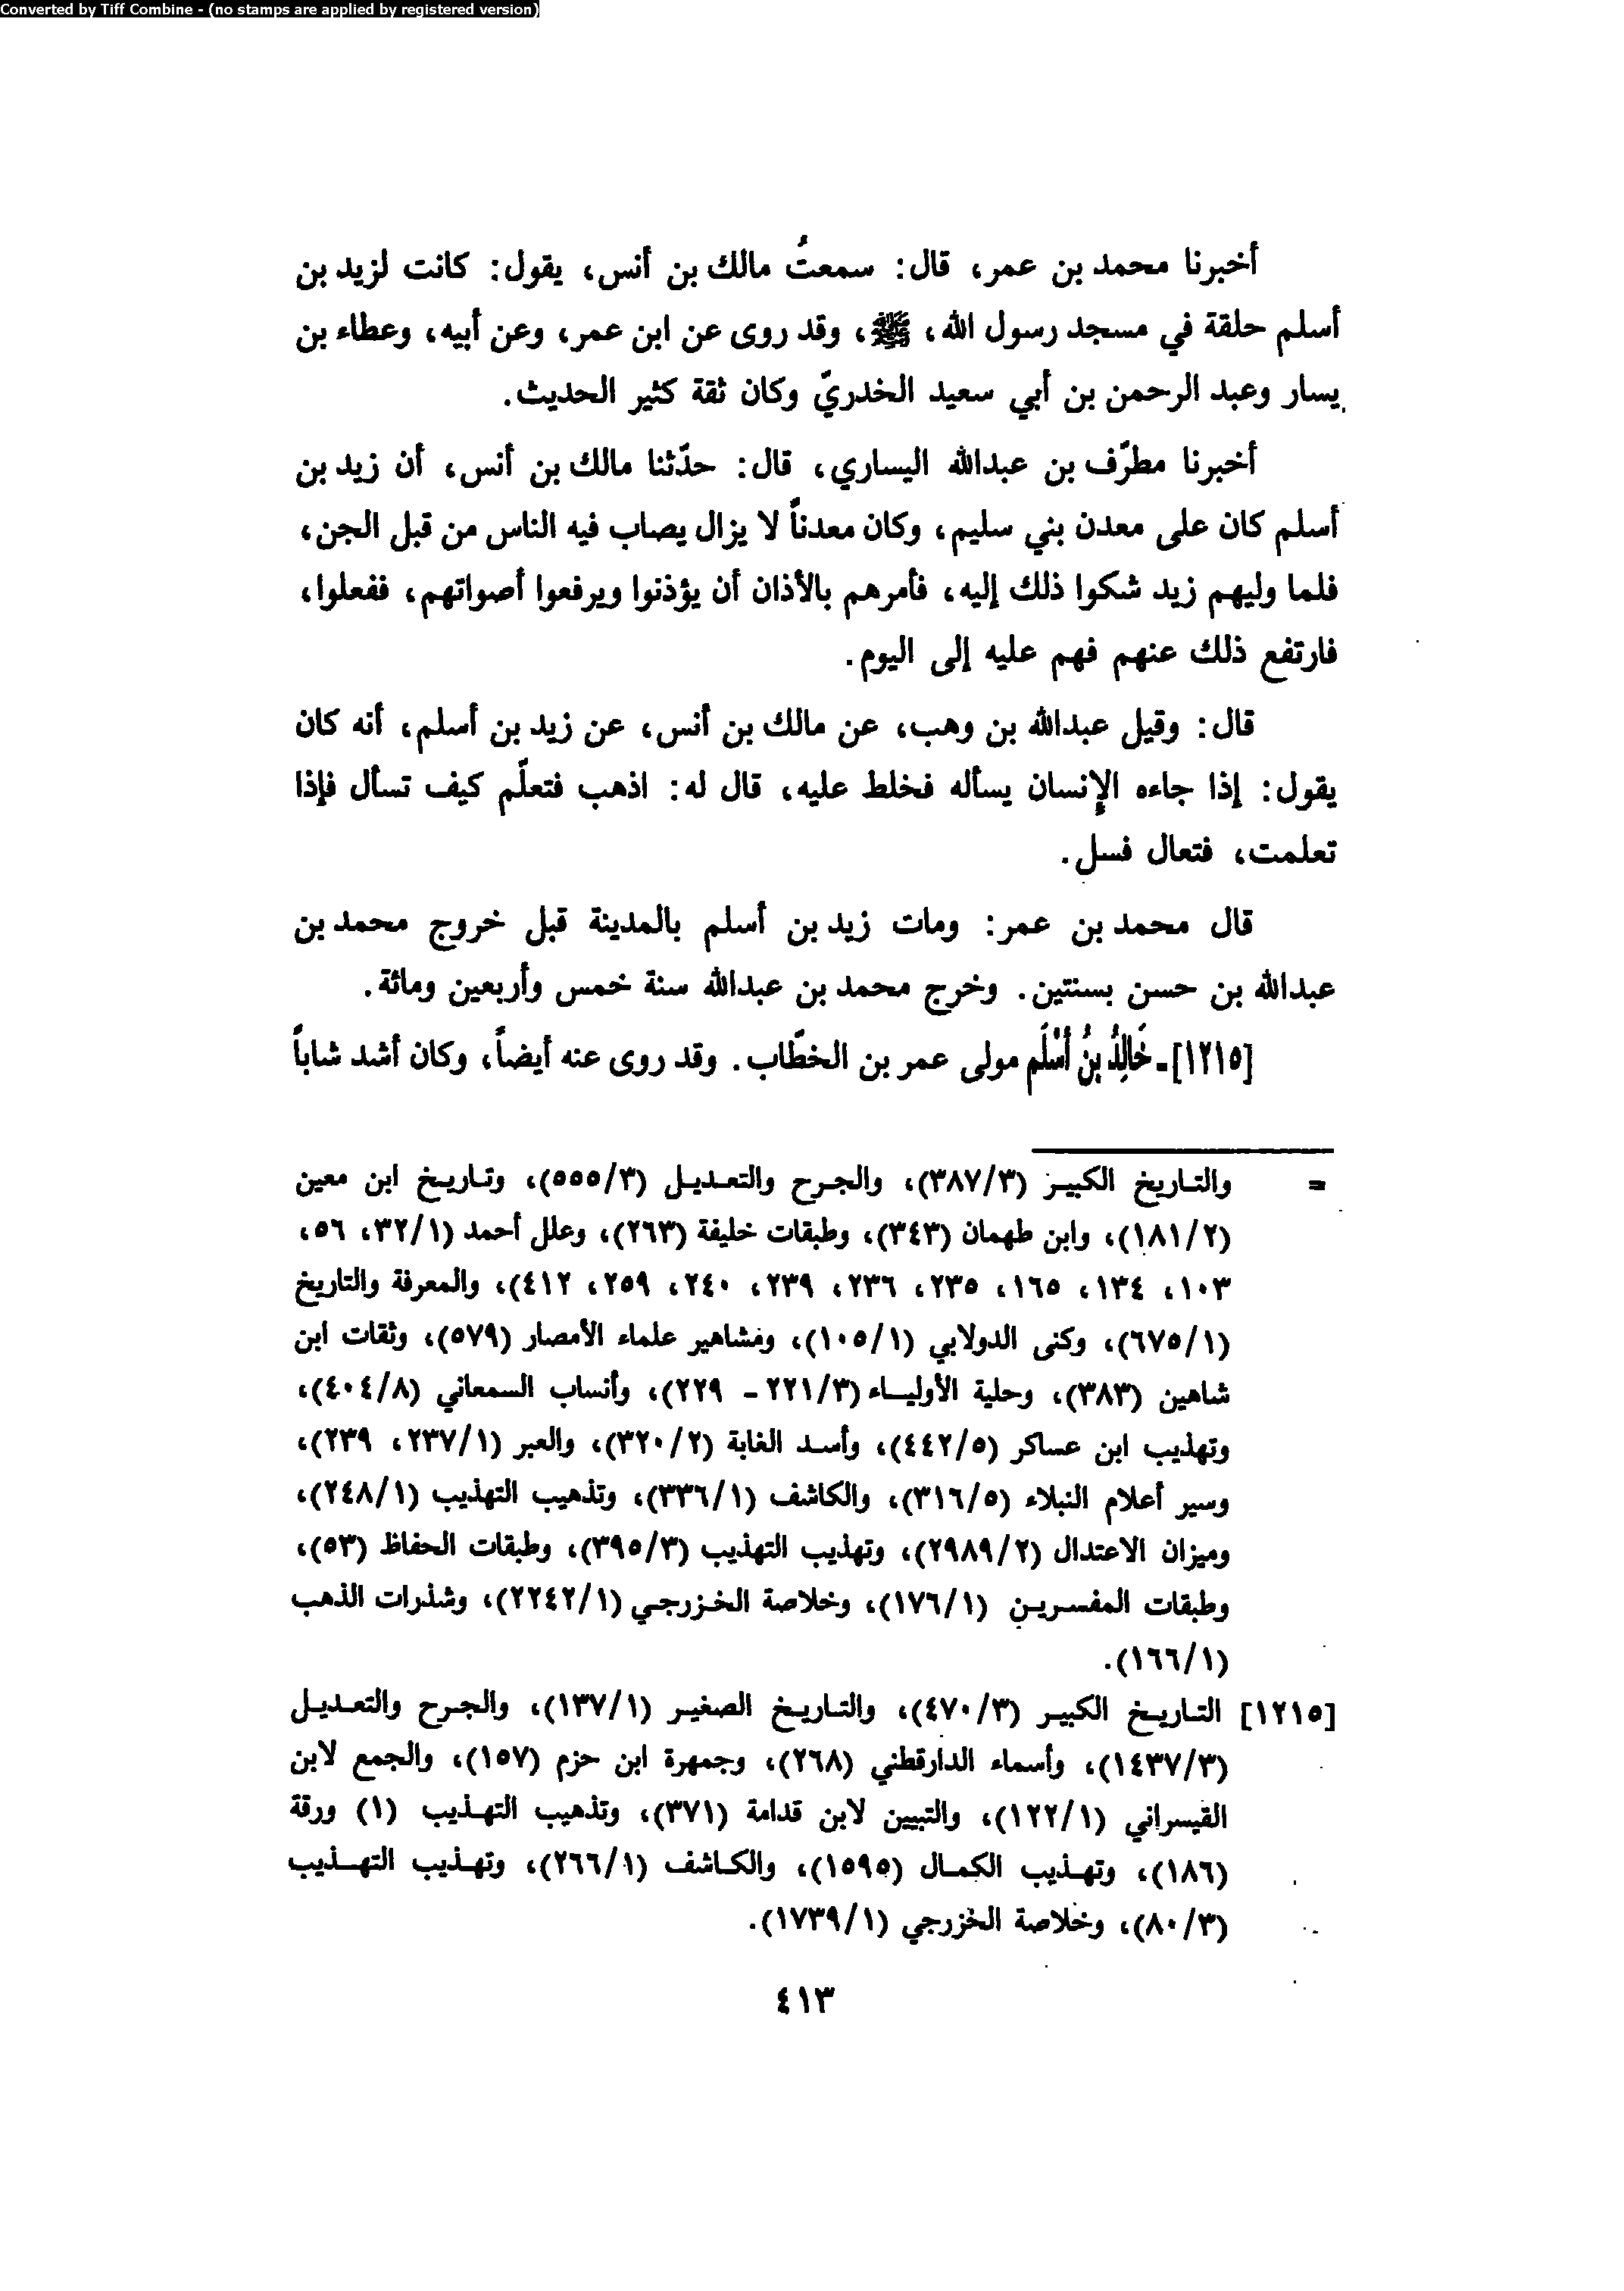 Converted by Tiff Combine - (no stamps are applied by registered version)
أخبرنا محمد بن عمر، قال: سمعتُ مالك بن أنس، يقول: كانت لزيد بن
أسلم حلقة في مسجد رسول الله، ﷺ، وقد روى عن ابن عمر، وعن أبيه، وعطاء بن
يسار وعبد الرحمن بن أبي سعيد الخدريّ وكان ثقة كثير الحديث.
أخبرنا مطرّف بن عبدالله اليساري، قال: حدّثنا مالك بن أنس، أن زيد بن
أسلم كان على معدن بني سليم، وكان معدناً لا يزال يصاب فيه الناس من قبل الجن،
فلما وليهم زيد شكوا ذلك إليه، فأمرهم بالأذان أن يؤذنوا ويرفعوا أصواتهم، ففعلوا،
فارتفع ذلك عنهم فهم عليه إلى اليوم.
قال: وقيل عبدالله بن وهب، عن مالك بن أنس، عن زيد بن أسلم، أنه كان
يقول: إذا جاءه الإنسان يسأله فخلط عليه، قال له: اذهب فتعلّم كيف تسأل فإذا
تعلمت، فتعال فسل.
قال محمد بن عمر: ومات زيد بن أسلم بالمدينة قبل خروج محمد بن
عبدالله بن حسن بسنتين. وخرج محمد بن عبدالله سنة خمس وأربعين ومائة.
[١٢١٥]ـ خَالِدُ بنُ أَسْلَم مولى عمر بن الخطّاب. وقد روى عنه أيضاً، وكان أشد شاباً
= والتاريخ الكبير (٣/‏٣٨٧)، والجرح والتعديل (٣/‏٥٥٥)، وتاريخ ابن معين
(٢/‏١٨١)، وابن طهمان (٣٤٣)، وطبقات خليفة (٢٦٣)، وعلل أحمد (١/‏٣٢، ٥٦،
١٠٣، ١٣٤، ١٦٥، ٢٣٥، ٢٣٦، ٢٣٩، ٢٤٠، ٢٥٩، ٤١٢)، والمعرفة والتاريخ
(١/‏٦٧٥)، وكنى الدولابي (١/‏١٠٥)، ومشاهير علماء الأمصار (٥٧٩)، وثقات ابن
شاهين (٣٨٣)، وحلية الأولياء (٣/‏٢٢١ - ٢٢٩)، وأنساب السمعاني (٨/‏٤٠٤)،
وتهذيب ابن عساكر (٥/‏٤٤٢)، وأسد الغابة (٢/‏٣٢٠)، والعبر (١/‏٢٣٧، ٢٣٩)،
وسير أعلام النبلاء (٥/‏٣١٦)، والكاشف (١/‏٣٣٦)، وتذهيب التهذيب (١/‏٢٤٨)،
وميزان الاعتدال (٢/‏٢٩٨٩)، وتهذيب التهذيب (٣/‏٣٩٥)، وطبقات الحفاظ (٥٣)،
وطبقات المفسرين (١/‏١٧٦)، وخلاصة الخزرجي (١/‏٢٢٤٢)، وشذرات الذهب
(١/‏١٦٦).
[١٢١٥] التاريخ الكبير (٣/‏٤٧٠)، والتاريخ الصغير (١/‏١٣٧)، والجرح والتعديل
(٣/‏١٤٣٧)، وأسماء الدارقطني (٢٦٨)، وجمهرة ابن حزم (١٥٧)، والجمع لابن
القيسراني (١/‏١٢٢)، والتبيين لابن قدامة (٣٧١)، وتذهيب التهذيب (١) ورقة
(١٨٦)، وتهذيب الكمال (١٥٩٥)، والكاشف (١/‏٢٦٦)، وتهذيب التهذيب
(٣/‏٨٠)، وخلاصة الخزرجي (١/‏١٧٣٩).
٤١٣